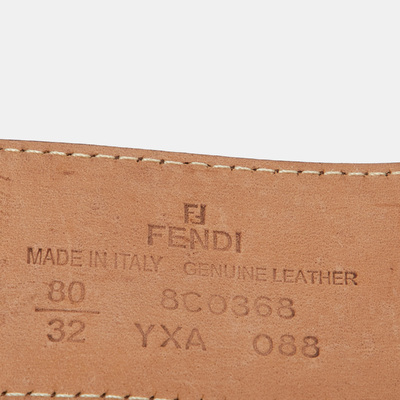 FENDI
MADE IN ITALY GENUINE LEATHER
80 8C0368
32 YXA 088